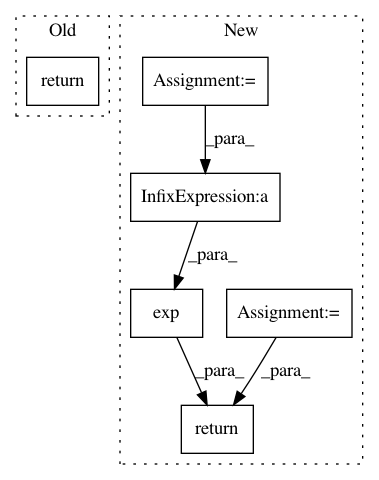 Old
New
return
Assignment:=
_para_
InfixExpression:a
_para_
exp
Assignment:=
_para_
_para_
return